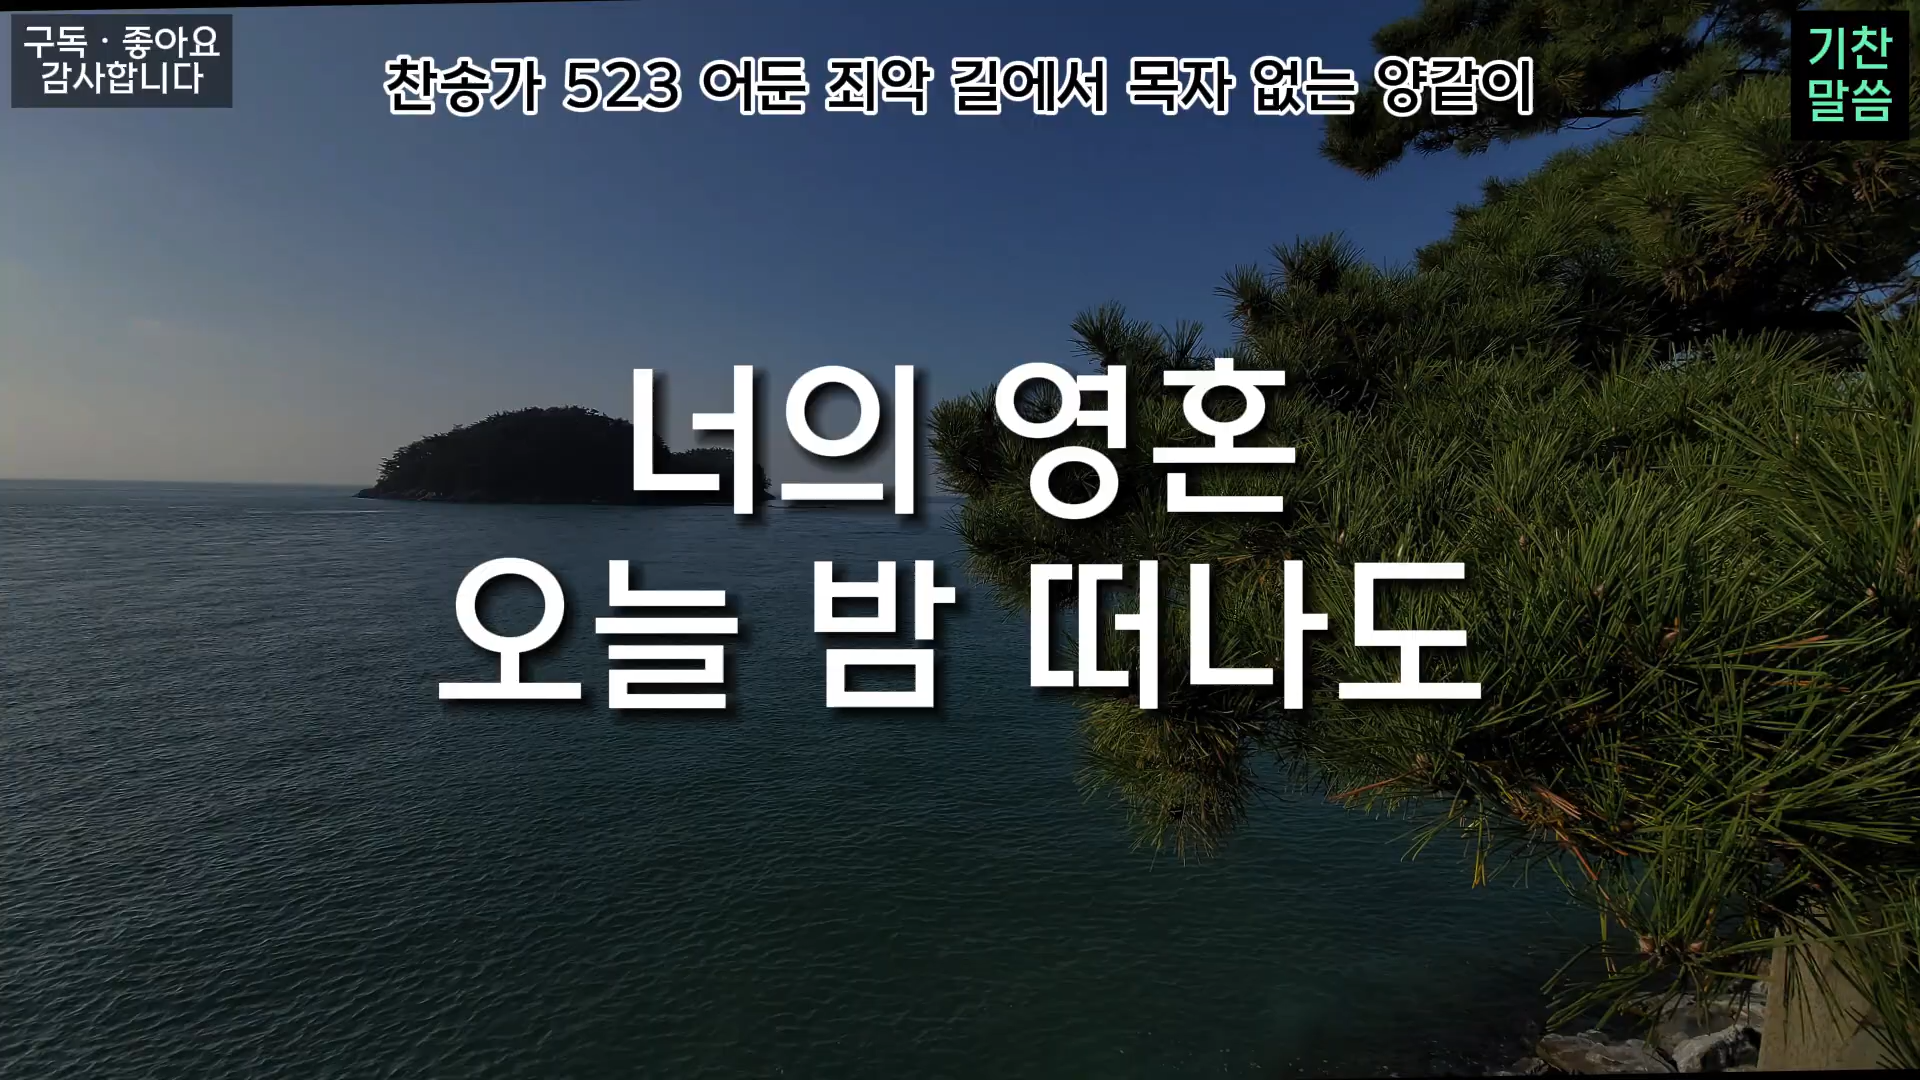 구독 · 좋아요
감사합니다
찬송가 523 어둔 죄악 길에서 목자 없는 양같이
기찬
말씀
너의 영혼
오늘 밤 떠나도